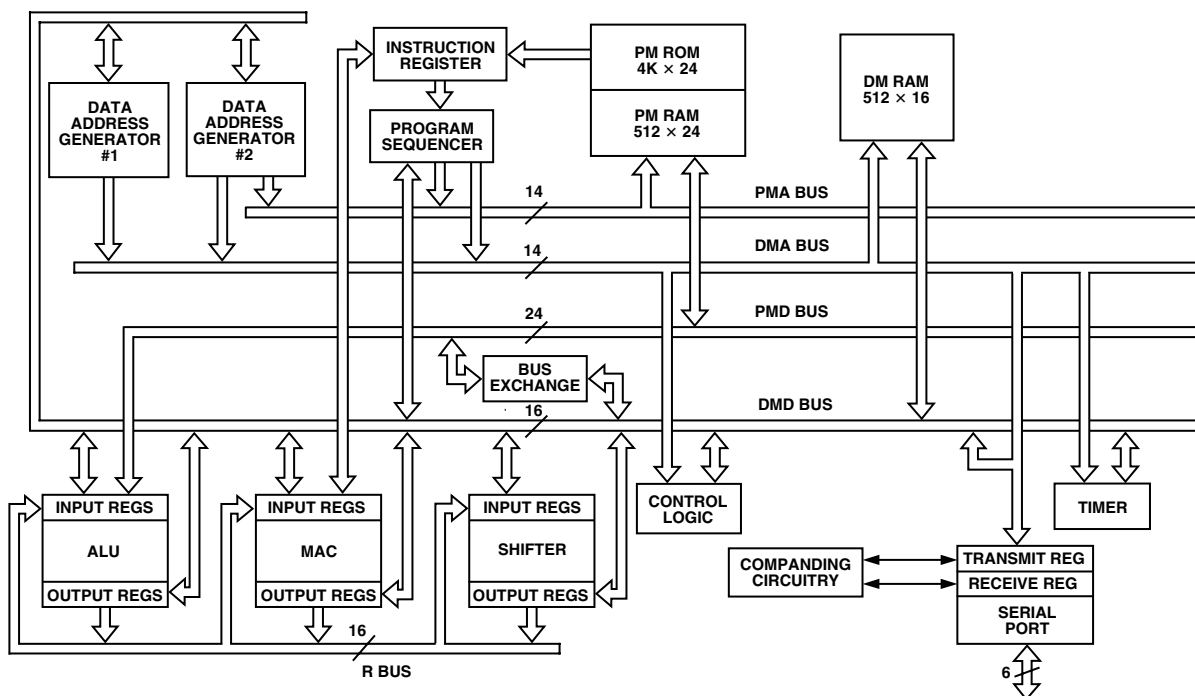 INSTRUCTION
REGISTER
PM ROM
4K × 24
DM RAM
512 × 16
DATA
ADDRESS
GENERATOR
#1
DATA
ADDRESS
GENERATOR
#2
PROGRAM
SEQUENCER
PM RAM
512 × 24
14
PMA BUS
14
DMA BUS
24
PMD BUS
BUS
EXCHANGE
16
DMD BUS
INPUT REGS
ALU
OUTPUT REGS
INPUT REGS
MAC
OUTPUT REGS
INPUT REGS
SHIFTER
OUTPUT REGS
CONTROL
LOGIC
TIMER
COMPANDING
CIRCUITRY
TRANSMIT REG
RECEIVE REG
SERIAL
PORT
16
R BUS
6